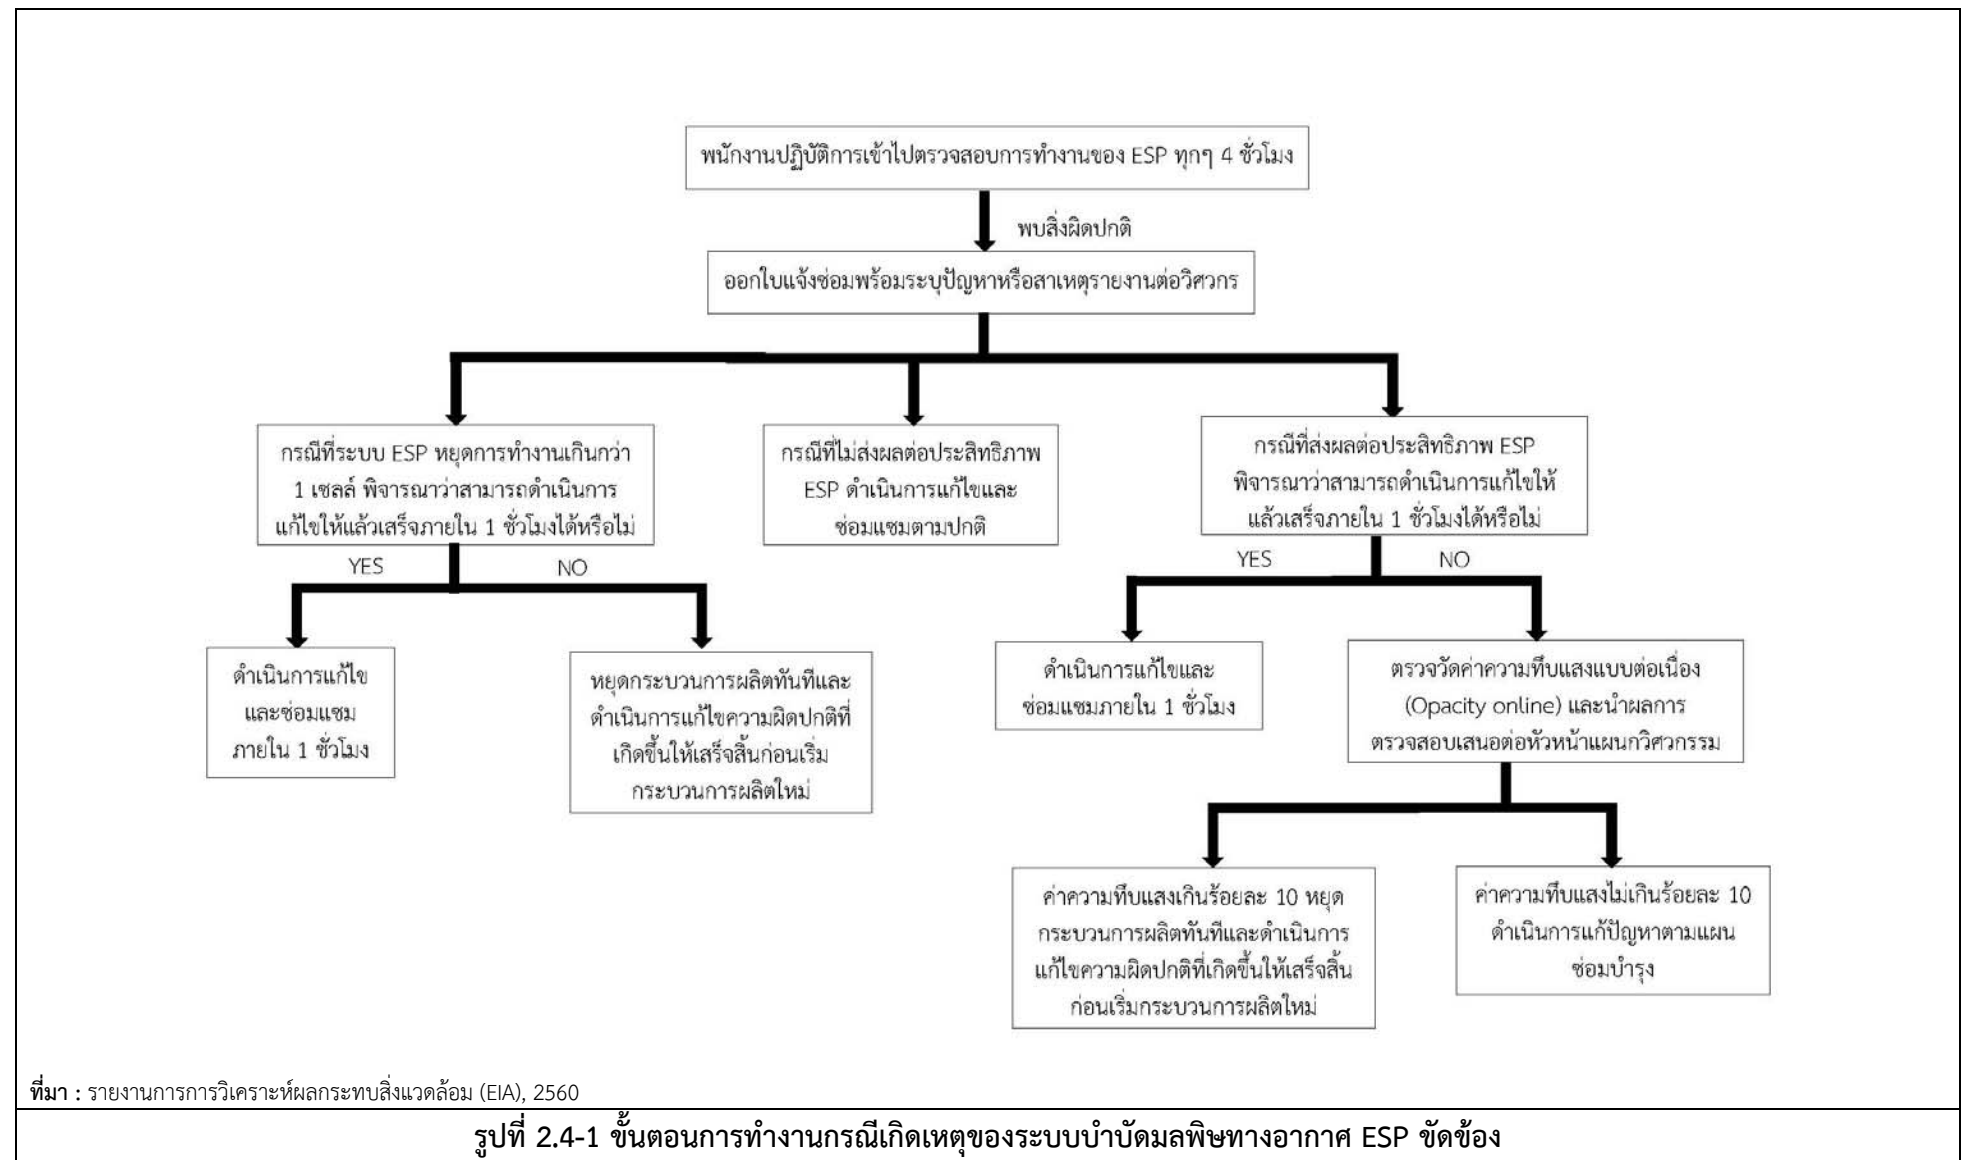 พนักงานปฏิบัติการเข้าไปตรวจสอบการทำงานของ ESP ทุกๆ 4 ชั่วโมง
พบสิ่งผิดปกติ
ออกใบแจ้งซ่อมพร้อมระบุปัญหาหรือสาเหตุรายงานต่อวิศวกร
กรณีที่ระบบ ESP หยุดการทำงานเกินกว่า
1 เซลล์ พิจารณาว่าสามารถดำเนินการ
แก้ไขให้แล้วเสร็จภายใน 1 ชั่วโมงได้หรือไม่
กรณีที่ไม่ส่งผลต่อประสิทธิภาพ
ESP ดำเนินการแก้ไขและ
ซ่อมแซมตามปกติ
กรณีที่ส่งผลต่อประสิทธิภาพ ESP
พิจารณาว่าสามารถดำเนินการแก้ไขให้
แล้วเสร็จภายใน 1 ชั่วโมงได้หรือไม่
YES
NO
YES
NO
ดำเนินการแก้ไข
และซ่อมแซม
ภายใน 1 ชั่วโมง
หยุดกระบวนการผลิตทันทีและ
ดำเนินการแก้ไขความผิดปกติที่
เกิดขึ้นให้เสร็จสิ้นก่อนเริ่ม
กระบวนการผลิตใหม่
ดำเนินการแก้ไขและ
ซ่อมแซมภายใน 1 ชั่วโมง
ตรวจวัดค่าความทึบแสงแบบต่อเนื่อง
(Opacity online) และนำผลการ
ตรวจสอบเสนอต่อหัวหน้าแผนกวิศวกรรม
ค่าความทึบแสงเกินร้อยละ 10 หยุด
กระบวนการผลิตทันทีและดำเนินการ
แก้ไขความผิดปกติที่เกิดขึ้นให้เสร็จสิ้น
ก่อนเริ่มกระบวนการผลิตใหม่
ค่าความทึบแสงไม่เกินร้อยละ 10
ดำเนินการแก้ปัญหาตามแผน
ซ่อมบำรุง
ที่มา : รายงานการการวิเคราะห์ผลกระทบสิ่งแวดล้อม (EIA), 2560
รูปที่ 2.4-1 ขั้นตอนการทำงานกรณีเกิดเหตุของระบบบำบัดมลพิษทางอากาศ ESP ขัดข้อง